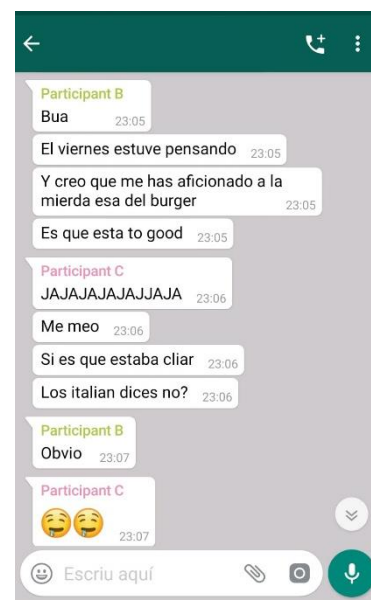 Participant B
Bua
23:05
El viernes estuve pensando 23:05
Y creo que me has aficionado a la
mierda esa del burger
23:05
Es que esta to good 23:05
Participant C
JAJAJAJAJAJJAJA 23:06
Me meo 23:06
Si es que estaba cliar 23:06
Los italian dices no? 23:06
Participant B
Obvio 23:07
Participant C
🤤🤤 23:07
Escriu aquí